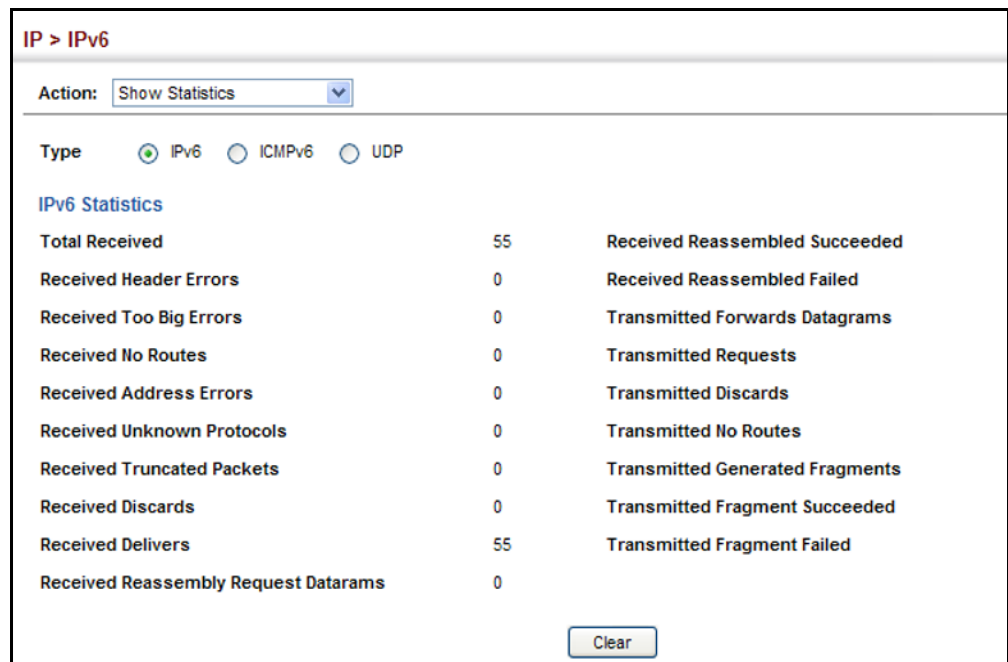 IP > IPv6
Action: Show Statistics
Type IPv6 ICMPv6 UDP
IPv6 Statistics
Total Received 55 Received Reassembled Succeeded
Received Header Errors 0 Received Reassembled Failed
Received Too Big Errors 0 Transmitted Forwards Datagrams
Received No Routes 0 Transmitted Requests
Received Address Errors 0 Transmitted Discards
Received Unknown Protocols 0 Transmitted No Routes
Received Truncated Packets 0 Transmitted Generated Fragments
Received Discards 0 Transmitted Fragment Succeeded
Received Delivers 55 Transmitted Fragment Failed
Received Reassembly Request Datarams 0
Clear